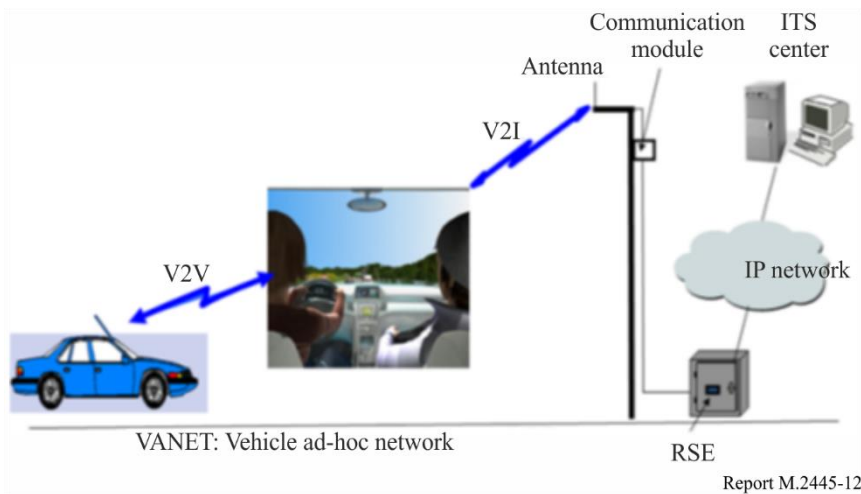 Communication
module
ITS
center
Antenna
V2I
V2V
IP network
VANET: Vehicle ad-hoc network
RSE
Report M.2445-12